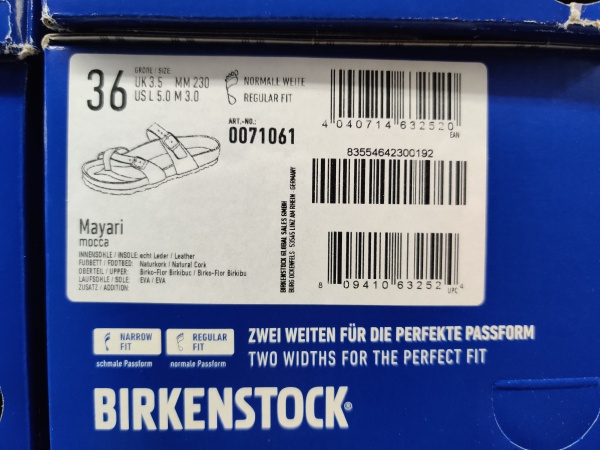 36
GRÖßE / SIZE
UK 3.5 MM 230
US L 5.0 M 3.0
NORMALE WEITE
REGULAR FIT
ART.-NO.:
0071061
4 040714 632520
EAN
83554642300192
8 09410 63252 4
UPC
Mayari
mocca
INNENSOHLE / INSOLE: echt Leder / Leather
FUßBETT / FOOTBED: Naturkork / Natural Cork
OBERTEIL / UPPER: Birko-Flor Birkibuc / Birko-Flor Birkibu
LAUFSOHLE / SOLE: EVA / EVA
ZUSATZ / ADDITION:
BIRKENSTOCK GLOBAL SALES GMBH
BURG OCKENFELS · 53545 LINZ AM RHEIN · GERMANY
NARROW FIT
schmale Passform
REGULAR FIT
normale Passform
ZWEI WEITEN FÜR DIE PERFEKTE PASSFORM
TWO WIDTHS FOR THE PERFECT FIT
BIRKENSTOCK®